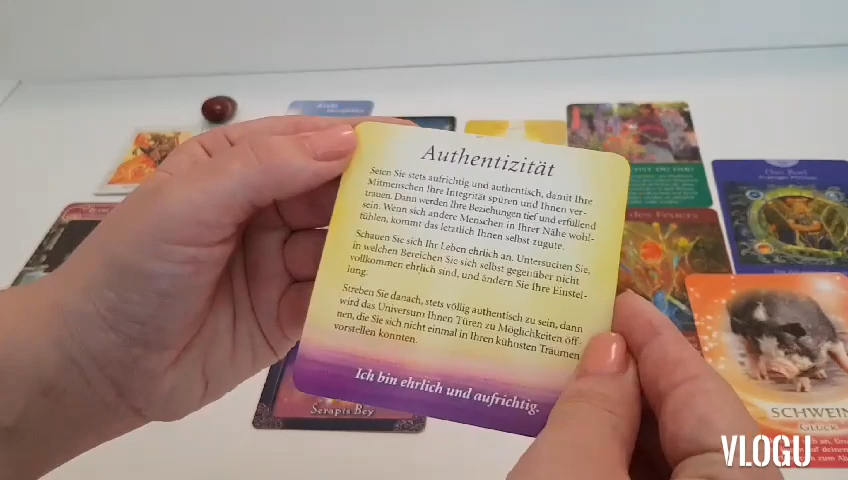 Authentizität
Seien Sie stets aufrichtig und authentisch, damit Ihre
Mitmenschen Ihre Integrität spüren und Ihnen ver-
trauen. Dann werden Ihre Beziehungen tief und erfüllend
sein. Wenn sich andere Menschen in Ihrer Nähe wohl-
fühlen, kommt das letztlich Ihnen selbst zugute.
Schauen Sie sich Ihr Leben ehrlich an. Untersuchen Sie,
in welchen Bereichen Sie sich selbst gegenüber nicht
vollkommen ehrlich sind, und ändern Sie Ihre Einstel-
lung.
Streben Sie danach, stets völlig authentisch zu sein, dann
wird das Universum Ihnen Türen zu Möglichkeiten öff-
nen, die Sie sich nicht einmal in Ihren kühnsten Träumen
vorstellen konnten.
Ich bin ehrlich und aufrichtig.
Serapis Bey
des Feuers
SCHWEIN
GLÜCK
VLOGU